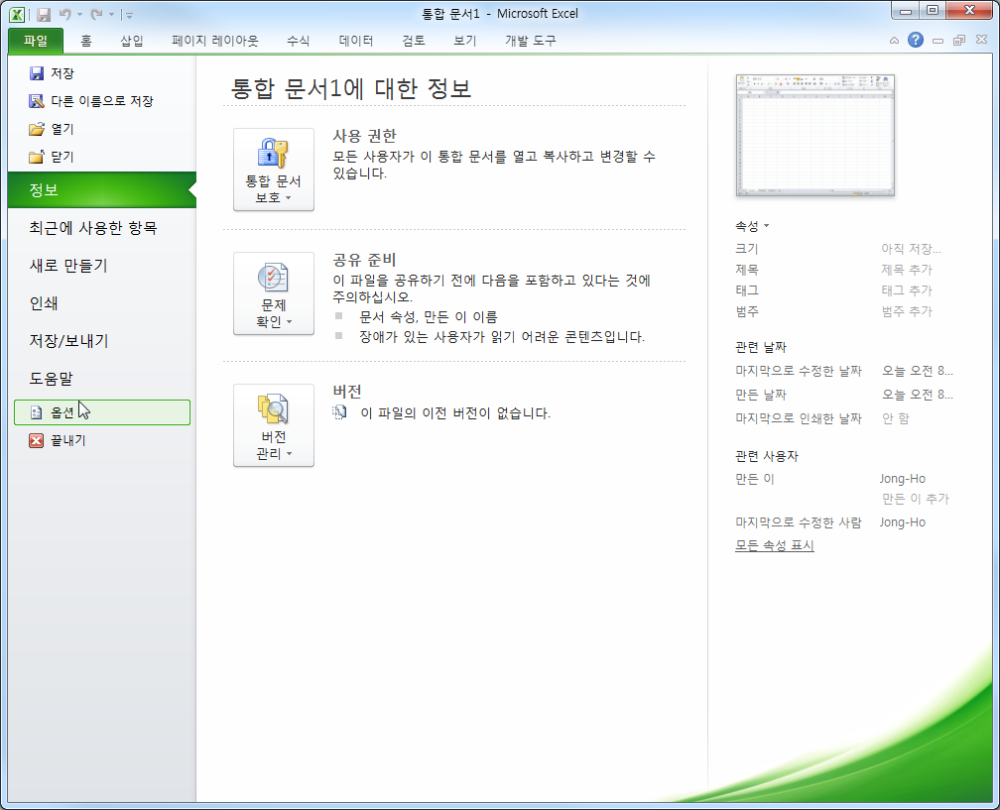 통합 문서1 - Microsoft Excel
파일 홈 삽입 페이지 레이아웃 수식 데이터 검토 보기 개발 도구
저장
다른 이름으로 저장
열기
닫기
정보
최근에 사용한 항목
새로 만들기
인쇄
저장/보내기
도움말
옵션
끝내기
통합 문서1에 대한 정보
통합 문서
보호
사용 권한
모든 사용자가 이 통합 문서를 열고 복사하고 변경할 수
있습니다.
문제
확인
공유 준비
이 파일을 공유하기 전에 다음을 포함하고 있다는 것에
주의하십시오.
문서 속성, 만든 이 이름
장애가 있는 사용자가 읽기 어려운 콘텐츠입니다.
버전
관리
버전
이 파일의 이전 버전이 없습니다.
속성
크기 아직 저장...
제목 제목 추가
태그 태그 추가
범주 범주 추가
관련 날짜
마지막으로 수정한 날짜 오늘 오전 8...
만든 날짜 오늘 오전 8...
마지막으로 인쇄한 날짜 안 함
관련 사용자
만든 이 Jong-Ho
만든 이 추가
마지막으로 수정한 사람 Jong-Ho
모든 속성 표시